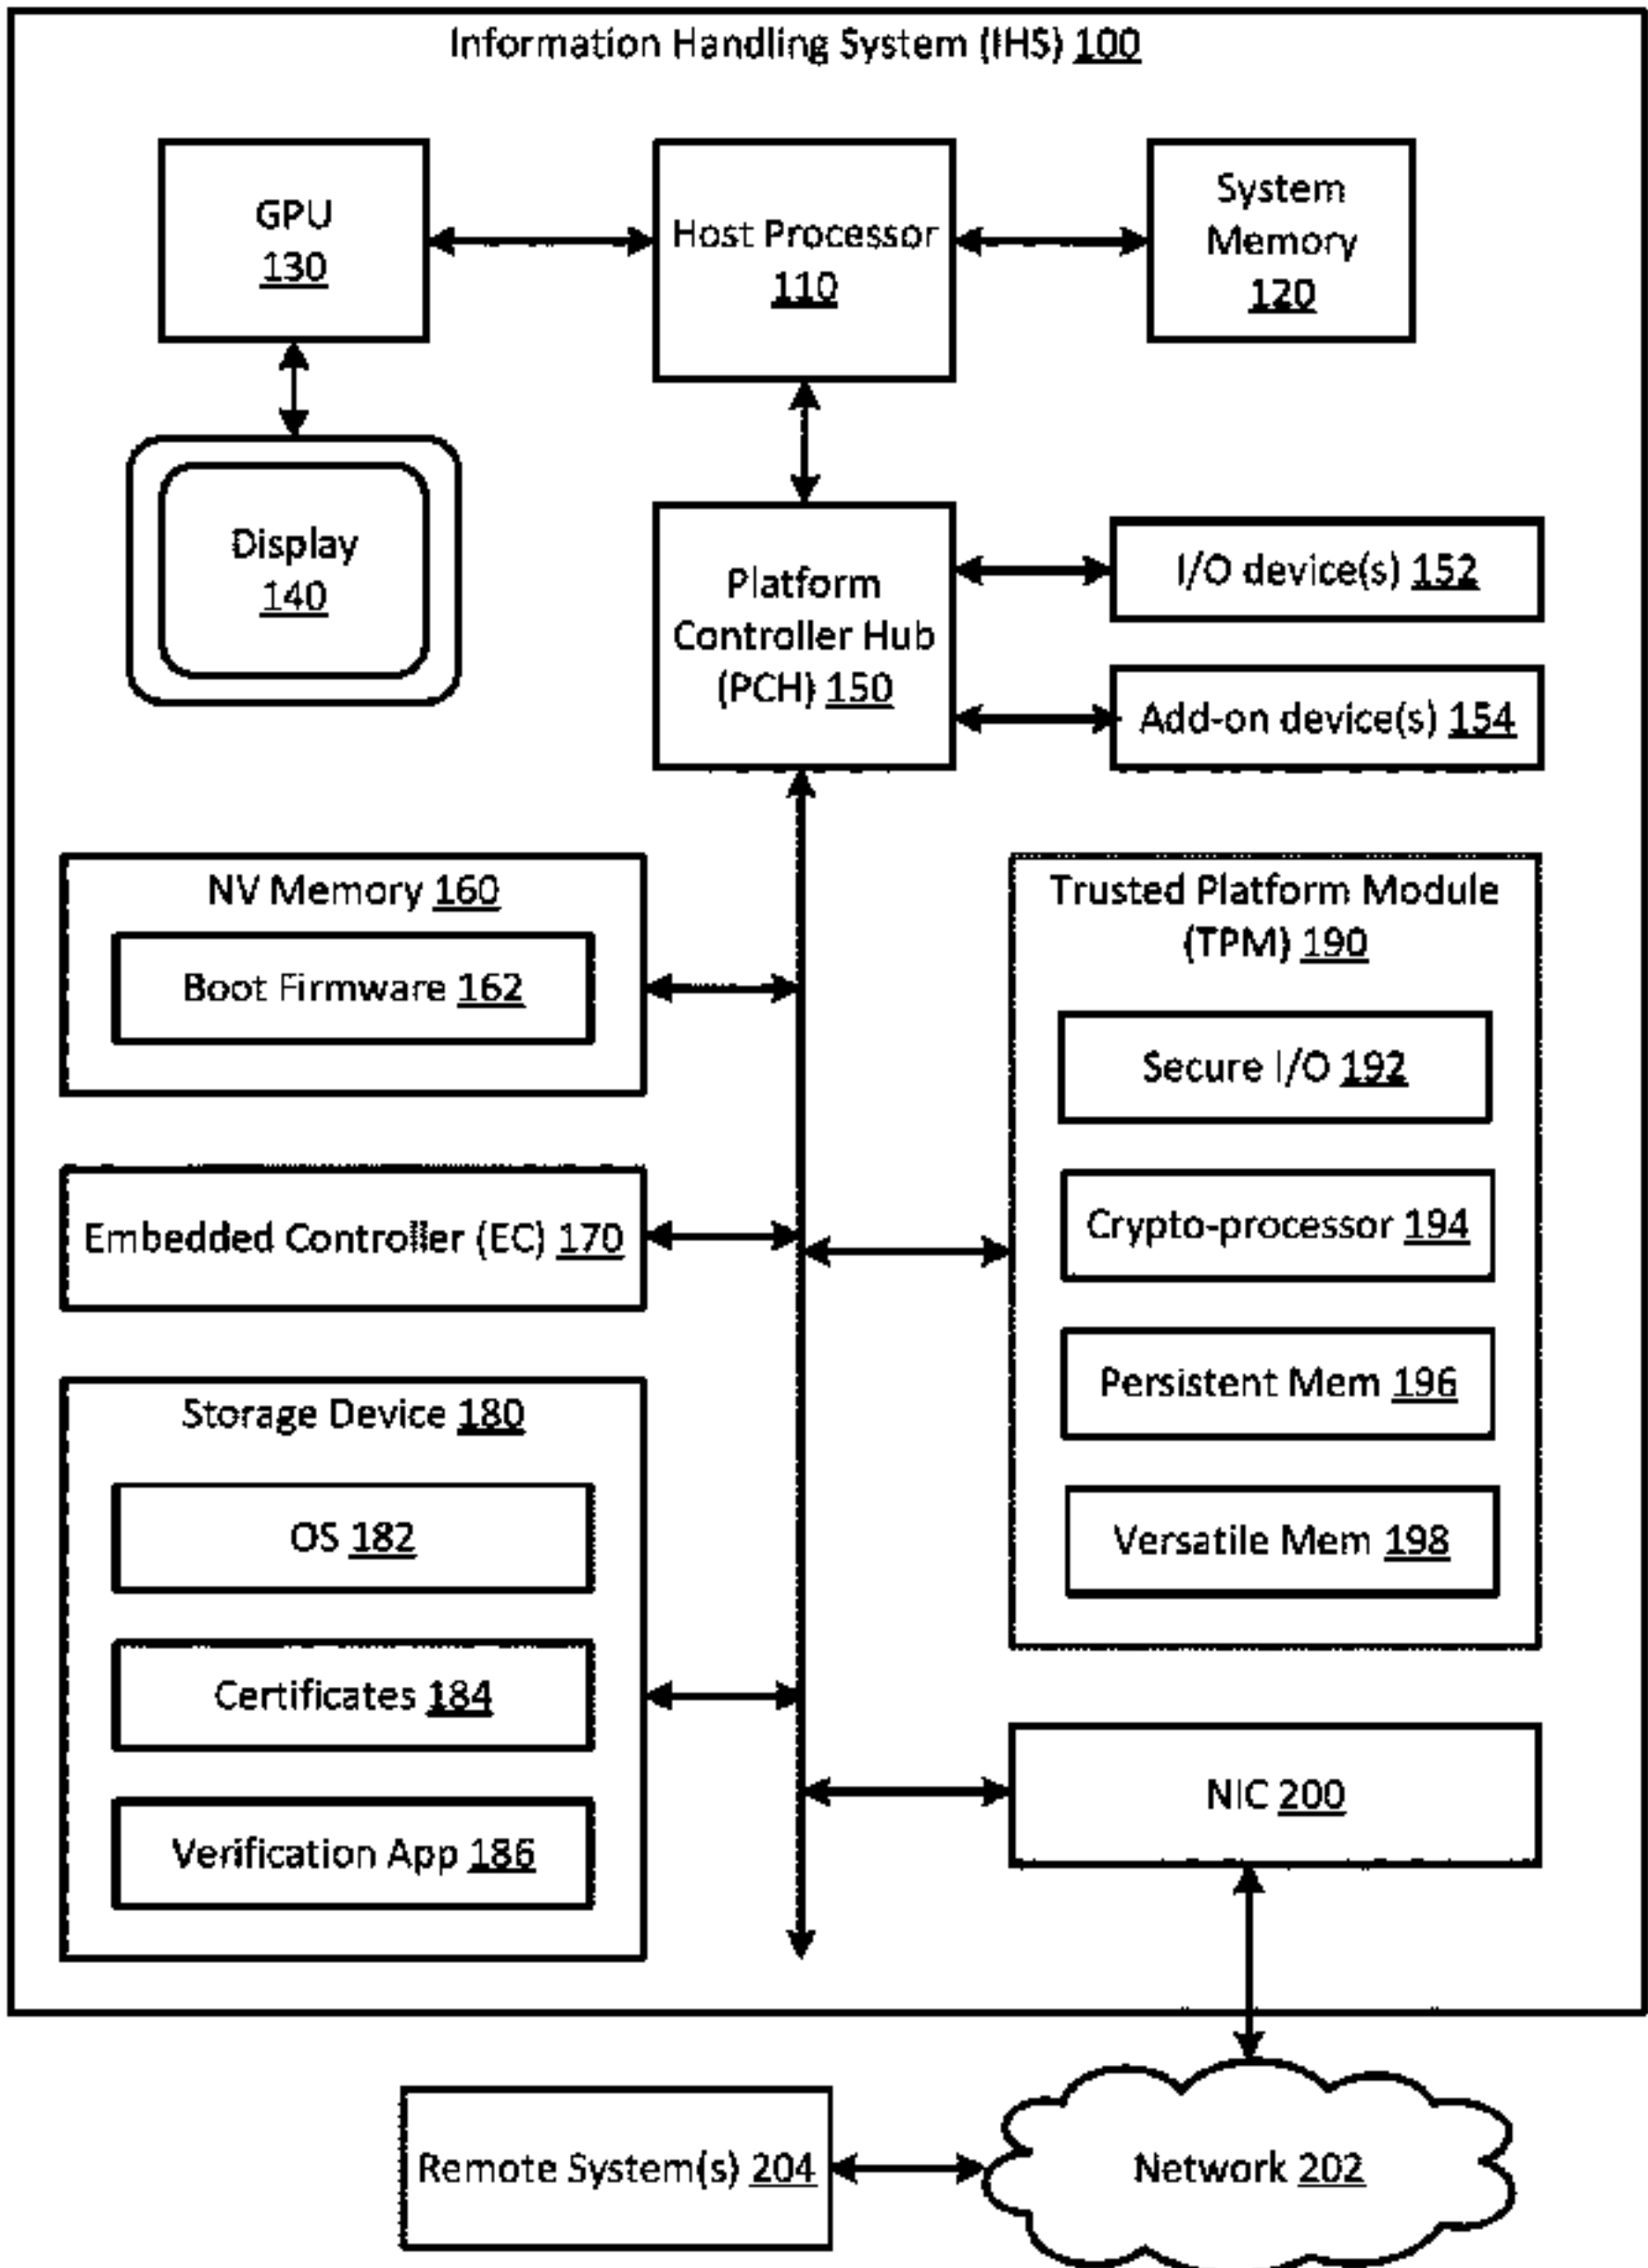 Information Handling System (IHS) 100
GPU
130
Host Processor
110
System
Memory
120
Display
140
Platform
Controller Hub
(PCH) 150
I/O device(s) 152
Add-on device(s) 154
NV Memory 160
Boot Firmware 162
Embedded Controller (EC) 170
Storage Device 180
OS 182
Certificates 184
Verification App 186
Trusted Platform Module
(TPM) 190
Secure I/O 192
Crypto-processor 194
Persistent Mem 196
Versatile Mem 198
NIC 200
Remote System(s) 204
Network 202